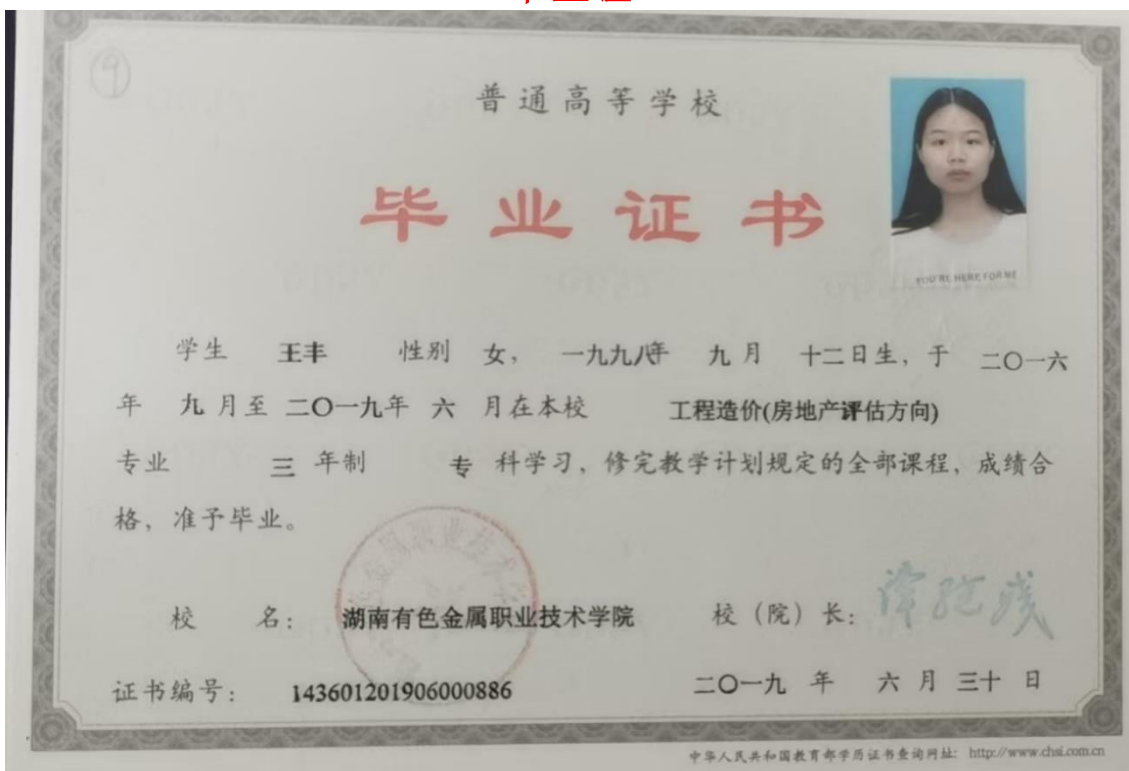 9
普通高等学校
毕业证书
YOU'RE HERE FOR ME
学生 王丰 性别 女， 一九九八年 九月 十二日生，于 二〇一六
年 九月至 二〇一九年 六 月在本校 工程造价(房地产评估方向)
专业 三 年制 专 科学习，修完教学计划规定的全部课程，成绩合
格，准予毕业。
校 名： 湖南有色金属职业技术学院 校（院）长：
证书编号： 143601201906000886 二〇一九 年 六 月 三十 日
中华人民共和国教育部学历证书查询网址： http://www.chsi.com.cn